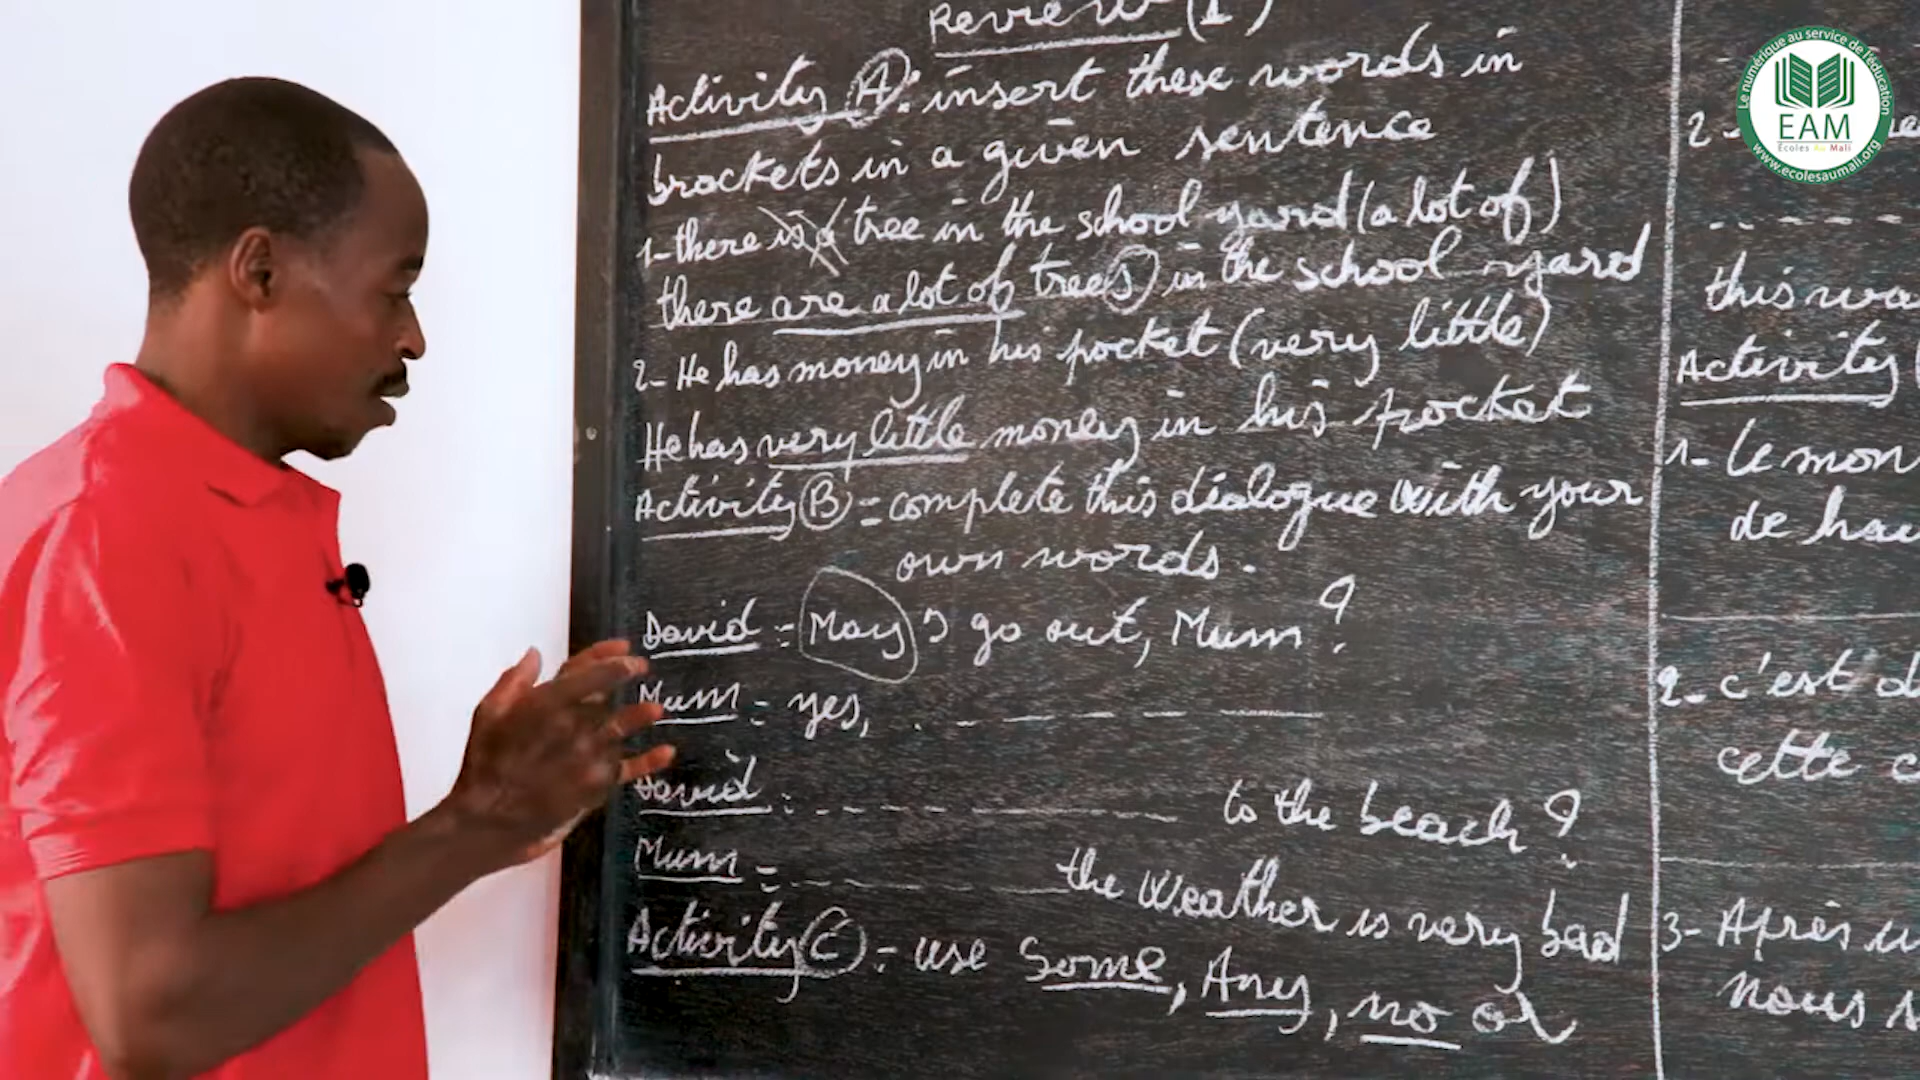 Review (I)
Activity A: insert these words in
brackets in a given sentence
1- there is a tree in the school yard (a lot of)
there are a lot of trees in the school yard
2- He has money in his pocket (very little)
He has very little money in his pocket
Activity B = complete this dialogue with your
own words.
David = May I go out, Mum ?
Mum = yes, . - - - - - - - -
David : - - - - - - - - to the beach ?
Mum = - - - - - - - the weather is very bad
Activity C = use Some, Any, no or
2-
this
Activity
1- Le mon
de hau
2- c'est d
cette c
3- Après u
nous s
Le numérique au service de l'éducation
EAM
Ecoles Au Mali
www.ecolesaumali.org